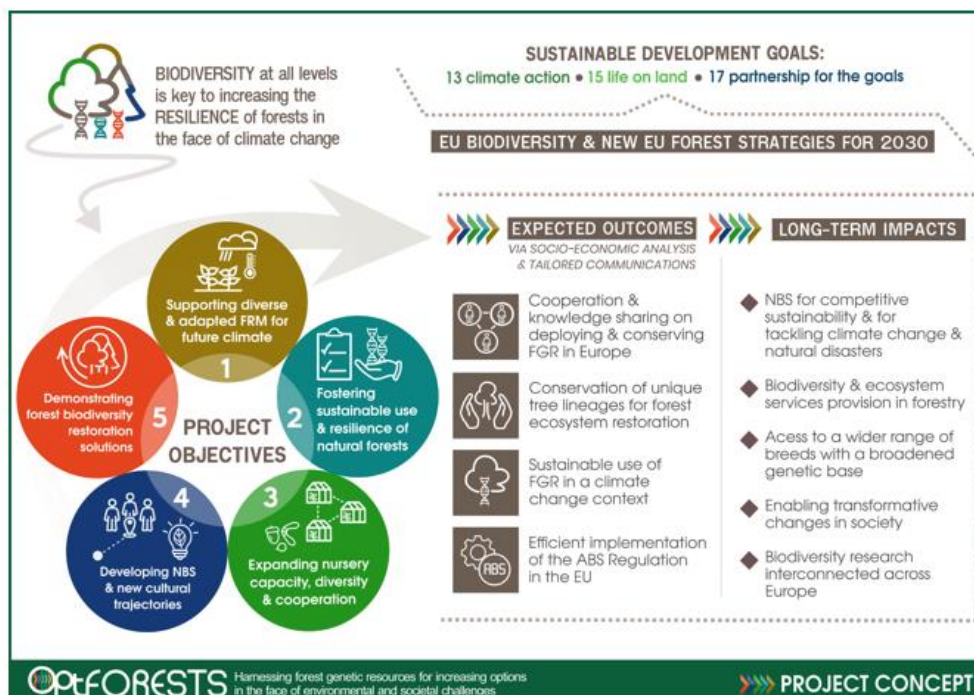 BIODIVERSITY at all levels
is key to increasing the
RESILIENCE of forests
in the face of climate change
SUSTAINABLE DEVELOPMENT GOALS:
13 climate action ● 15 life on land ● 17 partnership for the goals
EU BIODIVERSITY & NEW EU FOREST STRATEGIES FOR 2030
Supporting diverse
& adapted FRM for
future climate
1
Fostering
sustainable use
& resilience of
natural forests
2
Expanding nursery
capacity, diversity
& cooperation
3
Developing NBS
& new cultural
trajectories
4
Demonstrating
forest biodiversity
restoration
solutions
5
PROJECT
OBJECTIVES
EXPECTED OUTCOMES
VIA SOCIO-ECONOMIC ANALYSIS
& TAILORED COMMUNICATIONS
Cooperation &
knowledge sharing on
deploying & conserving
FGR in Europe
Conservation of unique
tree lineages for forest
ecosystem restoration
Sustainable use of
FGR in a climate
change context
ABS
Efficient implementation
of the ABS Regulation
in the EU
LONG-TERM IMPACTS
NBS for competitive
sustainability & for
tackling climate change &
natural disasters
Biodiversity & ecosystem
services provision in forestry
Acess to a wider range of
breeds with a broadened
genetic base
Enabling transformative
changes in society
Biodiversity research
interconnected across
Europe
OptFORESTS
Harnessing forest genetic resources for increasing options
in the face of environmental and societal challenges
PROJECT CONCEPT